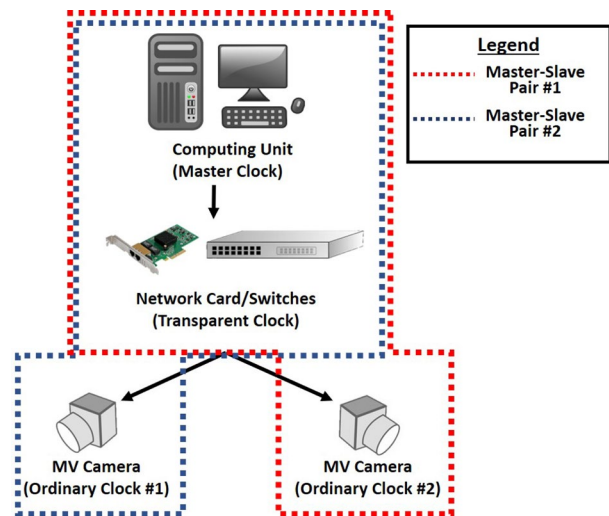 Legend
Master-Slave
Pair #1
Master-Slave
Pair #2
Computing Unit
(Master Clock)
Network Card/Switches
(Transparent Clock)
MV Camera
(Ordinary Clock #1)
MV Camera
(Ordinary Clock #2)